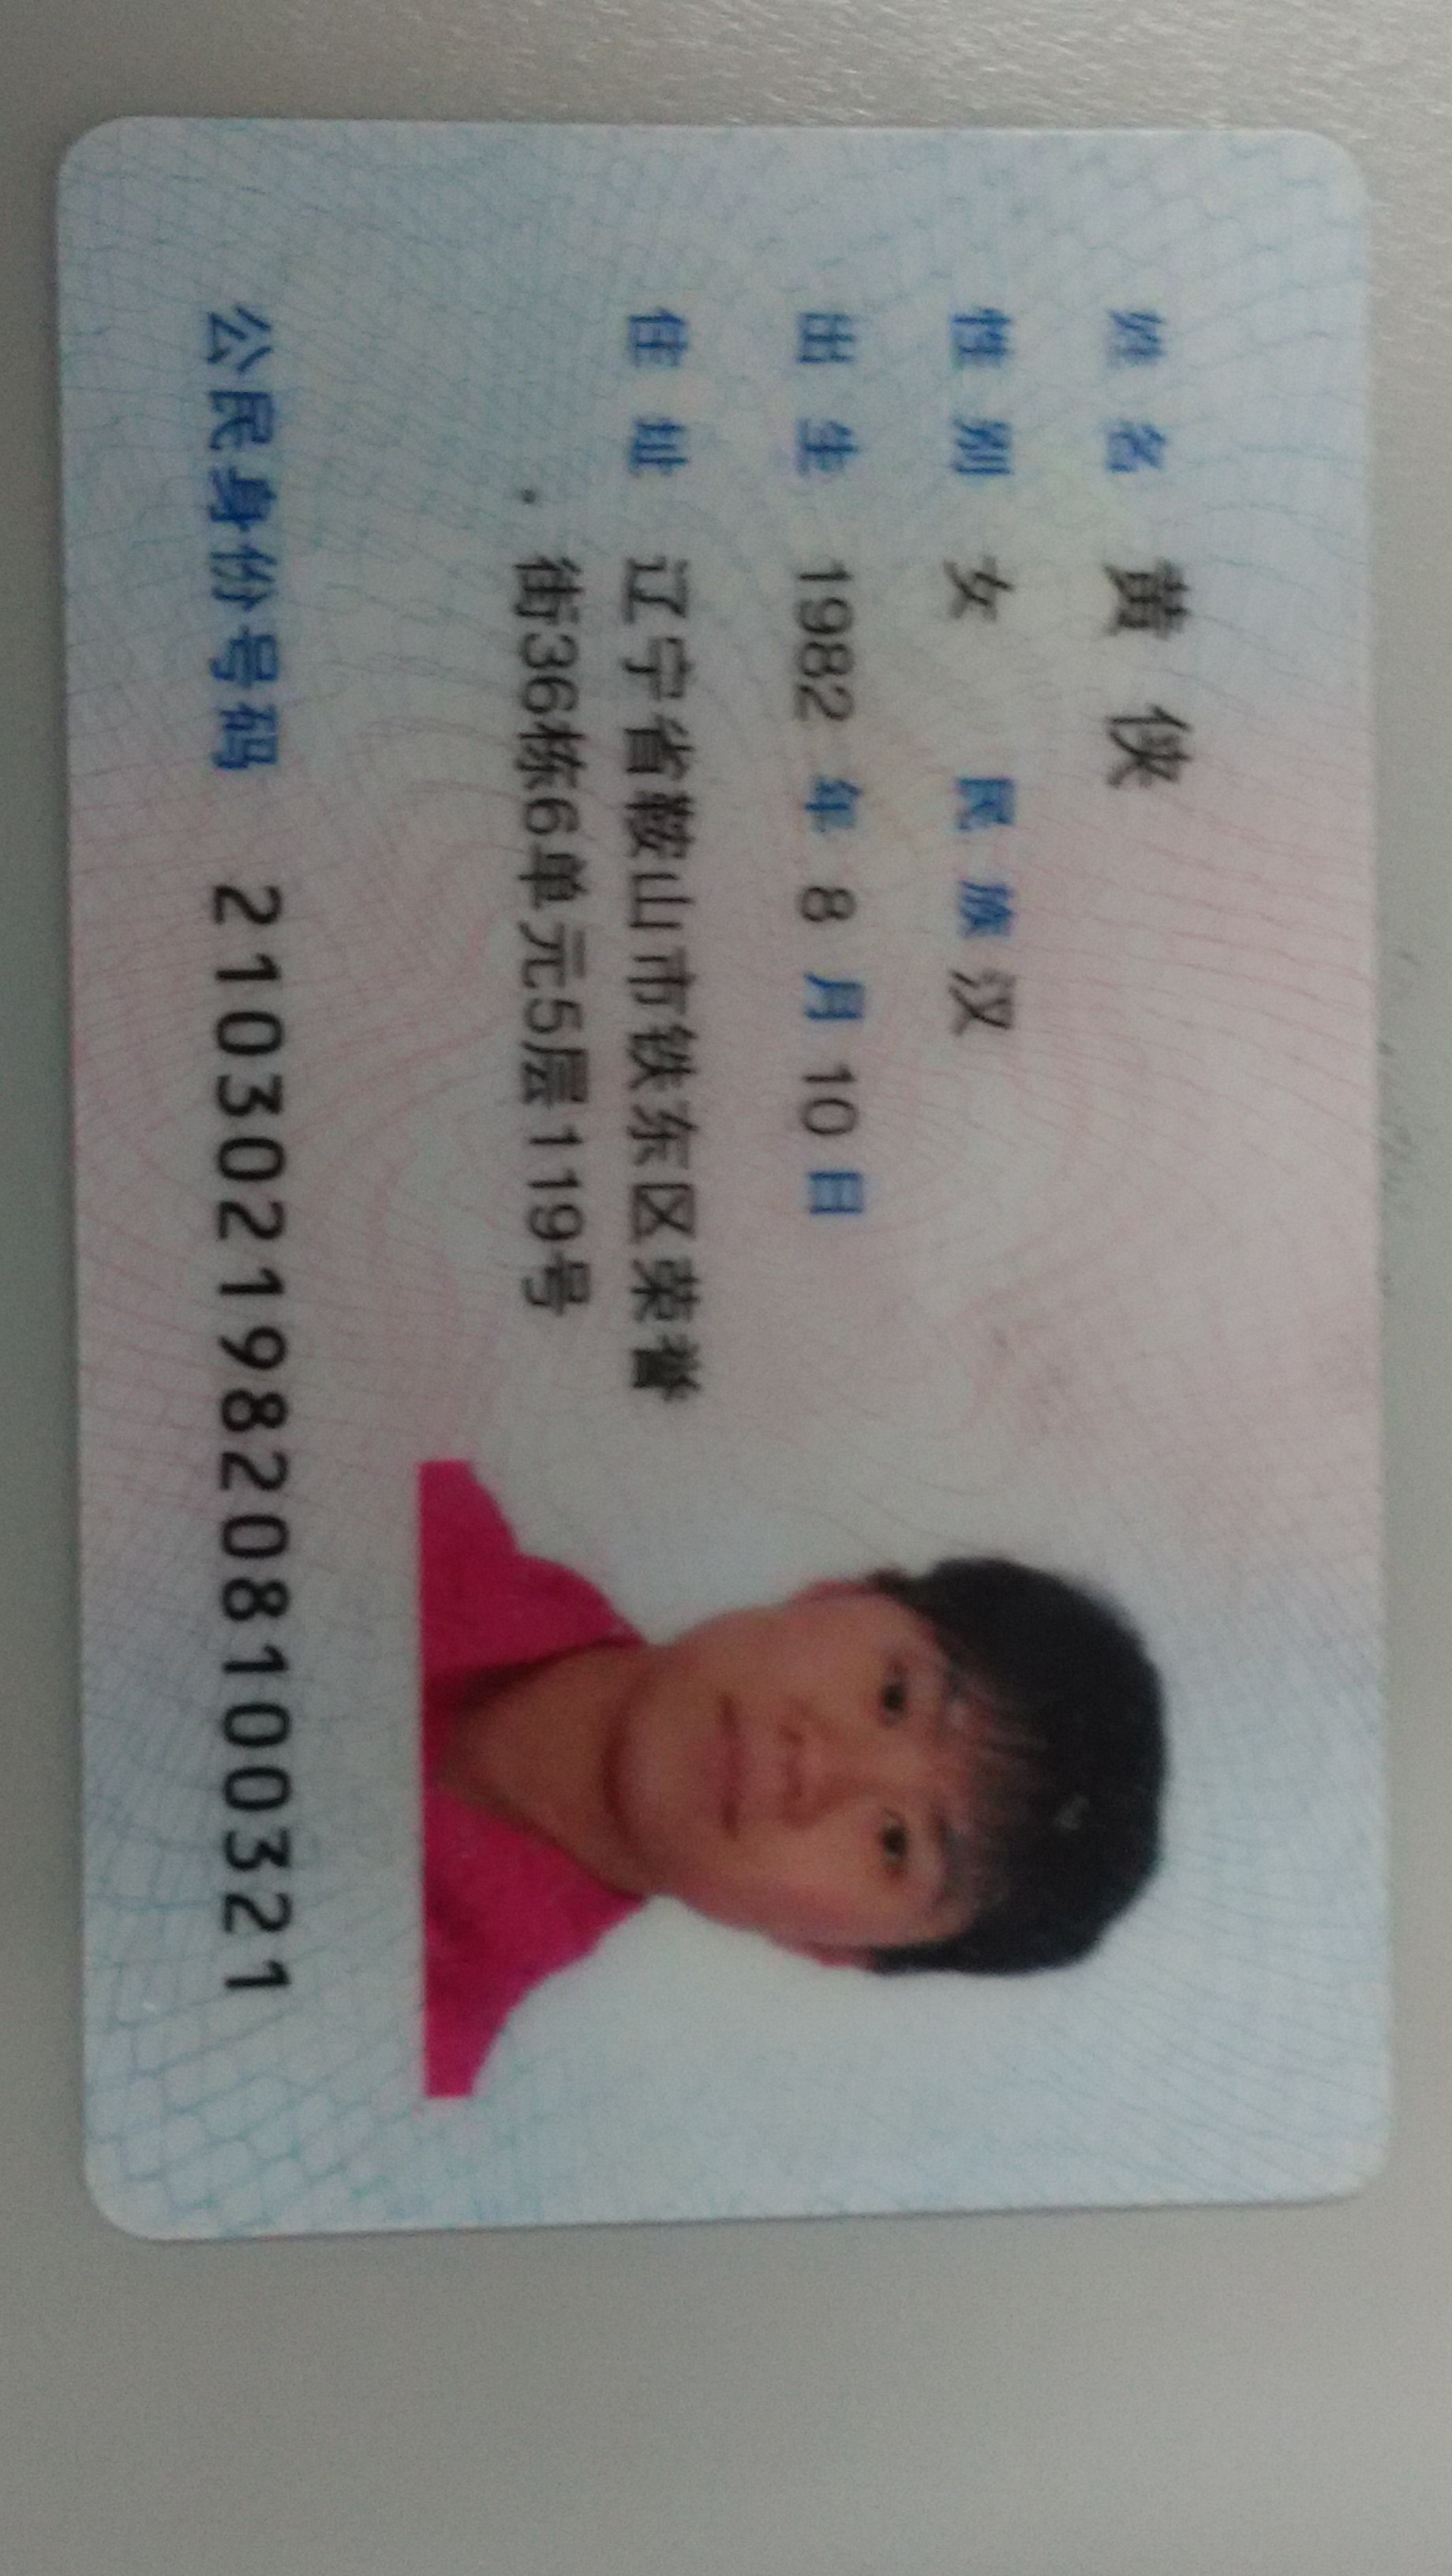 姓名 黄侠
性别 女 民族 汉
出生 1982 年 8 月 10 日
住址 辽宁省鞍山市铁东区荣誉
街36栋6单元5层119号
公民身份号码 210302198208100321